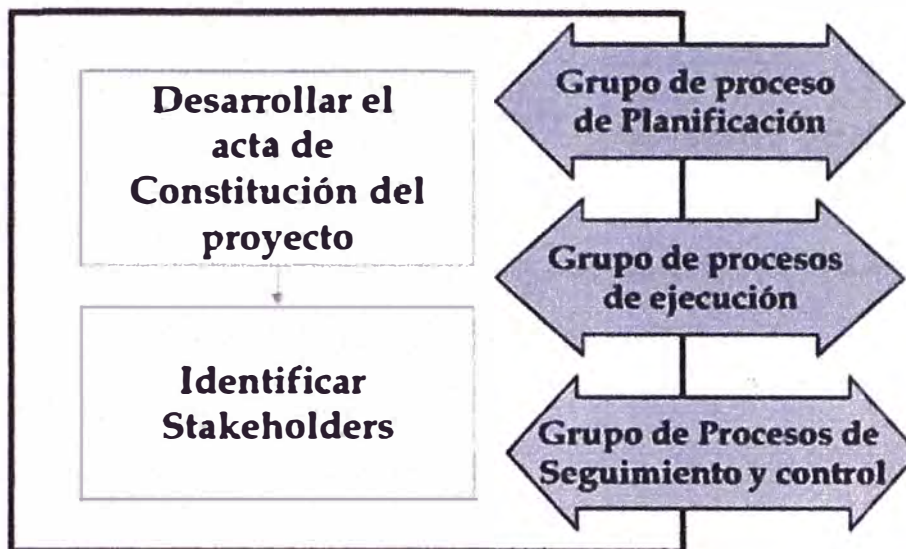 Desarrollar el
acta de
Constitución del
proyecto
Identificar
Stakeholders
Grupo de proceso
de Planificación
Grupo de procesos
de ejecución
Grupo de Procesos de
Seguimiento y control